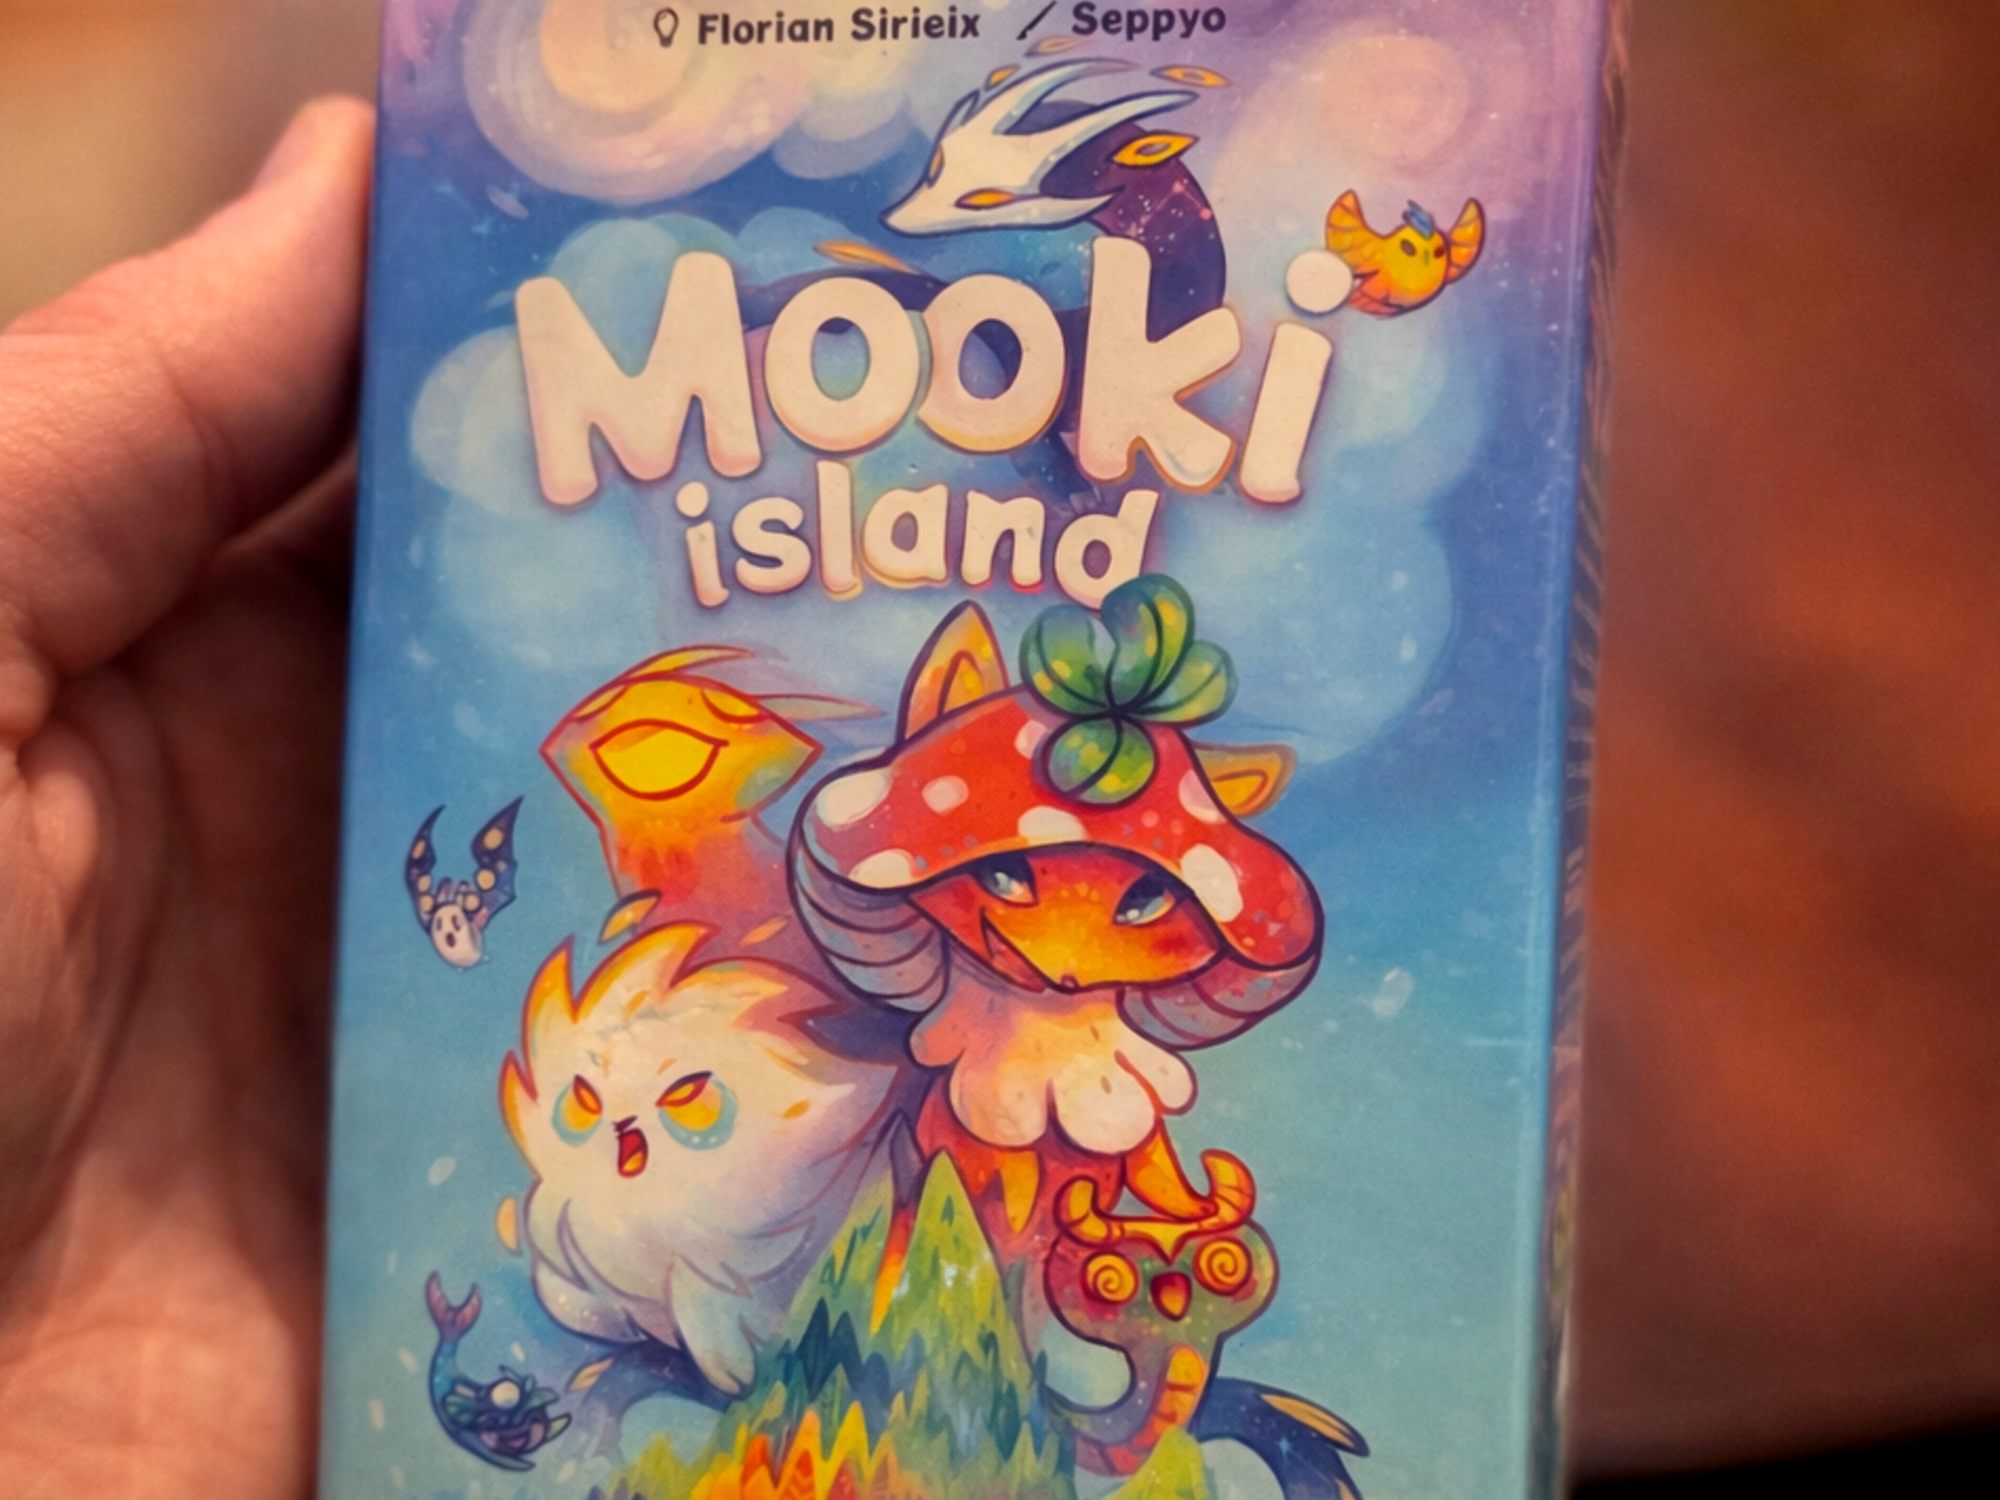 Florian Sirieix Seppyo
Mooki
island